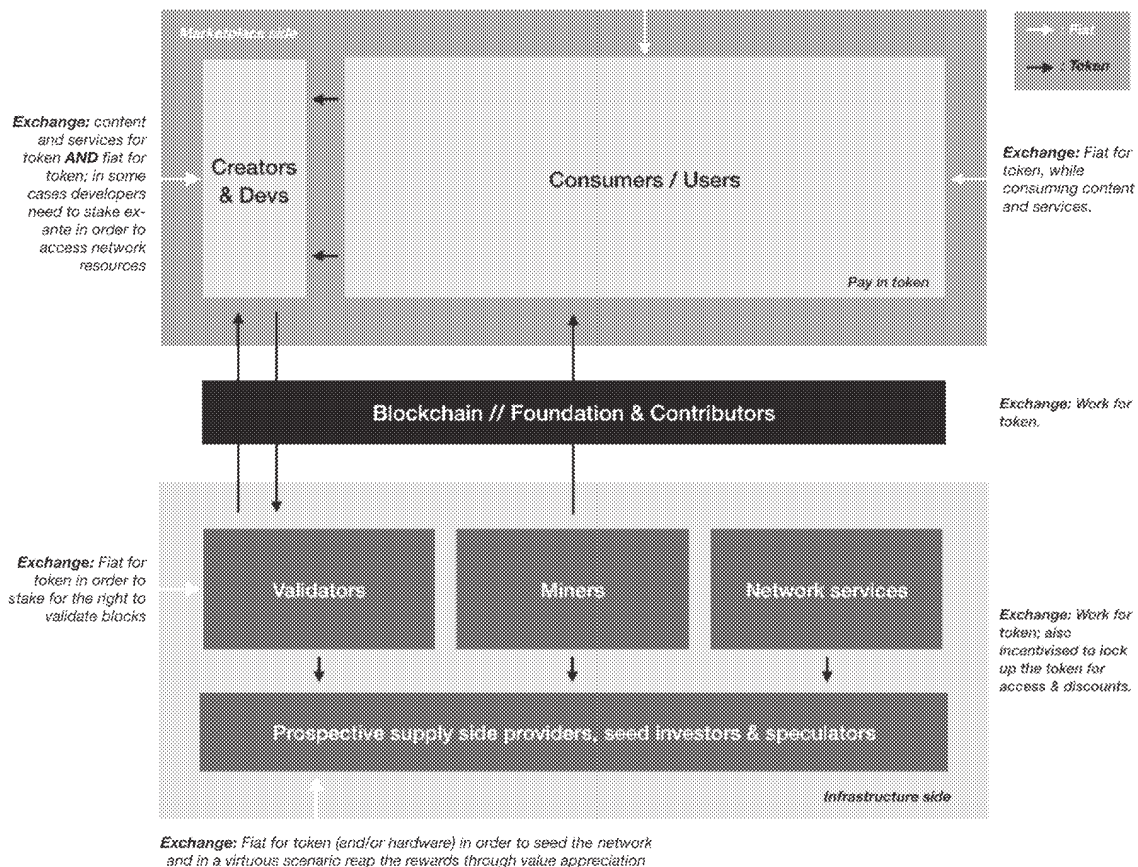 Marketplace side
: Fiat
: Token
Exchange: content
and services for
token AND fiat for
token; in some
cases developers
need to stake ex-
ante in order to
access network
resources
Creators
& Devs
Consumers / Users
Pay in token
Exchange: Fiat for
token, while
consuming content
and services.
Blockchain // Foundation & Contributors
Exchange: Work for
token.
Exchange: Fiat for
token in order to
stake for the right to
validate blocks
Validators
Miners
Network services
Exchange: Work for
token; also
incentivised to lock
up the token for
access & discounts.
Prospective supply side providers, seed investors & speculators
Infrastructure side
Exchange: Fiat for token (and/or hardware) in order to seed the network
and in a virtuous scenario reap the rewards through value appreciation